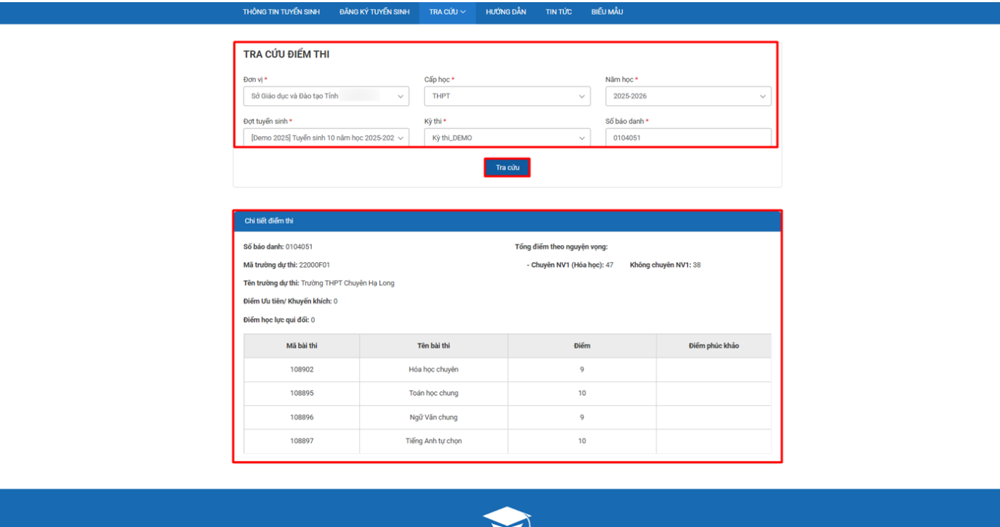 THÔNG TIN TUYỂN SINH ĐĂNG KÝ TUYỂN SINH TRA CỨU HƯỚNG DẪN TIN TỨC BIỂU MẪU
TRA CỨU ĐIỂM THI
Đơn vị * Cấp học * Năm học *
Sở Giáo dục và Đào tạo Tỉnh THPT 2025-2026
Đợt tuyển sinh * Kỳ thi * Số báo danh *
[Demo 2025] Tuyển sinh 10 năm học 2025-202 Kỳ thi_DEMO 0104051
Tra cứu
Chi tiết điểm thi
Số báo danh: 0104051 Tổng điểm theo nguyện vọng:
Mã trường dự thi: 22000F01 - Chuyên NV1 (Hóa học): 47 Không chuyên NV1: 38
Tên trường dự thi: Trường THPT Chuyên Hạ Long
Điểm Ưu tiên/ Khuyến khích: 0
Điểm học lực qui đổi: 0
Mã bài thi Tên bài thi Điểm Điểm phúc khảo
108902 Hóa học chuyên 9
108895 Toán học chung 10
108896 Ngữ Văn chung 9
108897 Tiếng Anh tự chọn 10